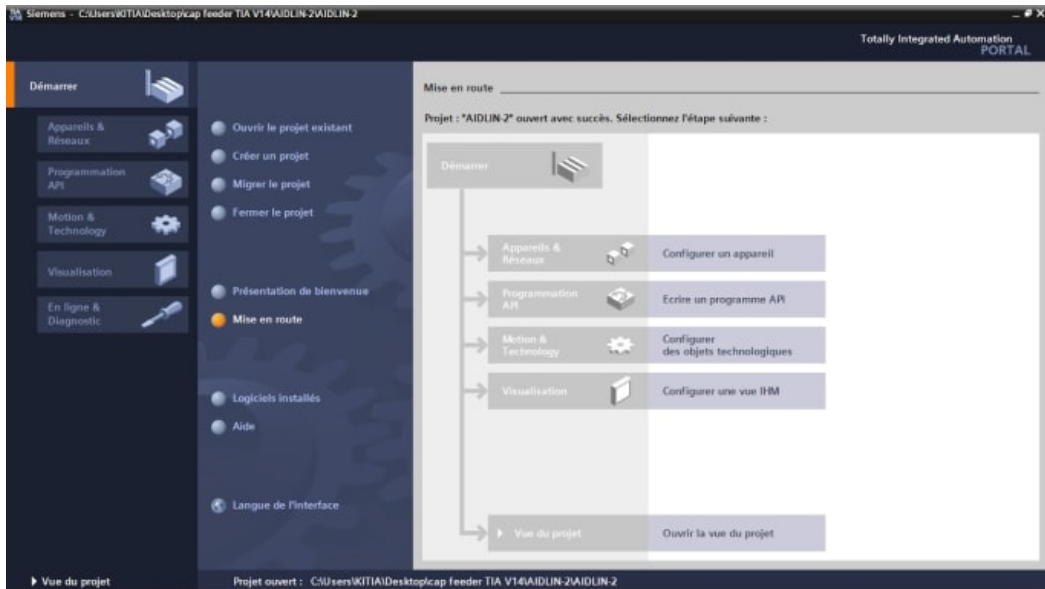 Siemens - C:\Users\KITIA\Desktop\cap feeder TIA V14\AIDLIN-2\AIDLIN-2
Totally Integrated Automation
PORTAL
Démarrer
Appareils &
Réseaux
Programmation
API
Motion &
Technology
Visualisation
En ligne &
Diagnostic
Ouvrir le projet existant
Créer un projet
Migrer le projet
Fermer le projet
Présentation de bienvenue
Mise en route
Logiciels installés
Aide
Langue de l'interface
Mise en route
Projet : "AIDLIN-2" ouvert avec succès. Sélectionnez l'étape suivante :
Démarrer
Appareils &
Réseaux
Configurer un appareil
Programmation
API
Ecrire un programme API
Motion &
Technology
Configurer
des objets technologiques
Visualisation
Configurer une vue IHM
Vue du projet
Ouvrir la vue du projet
Vue du projet
Projet ouvert : C:\Users\KITIA\Desktop\cap feeder TIA V14\AIDLIN-2\AIDLIN-2